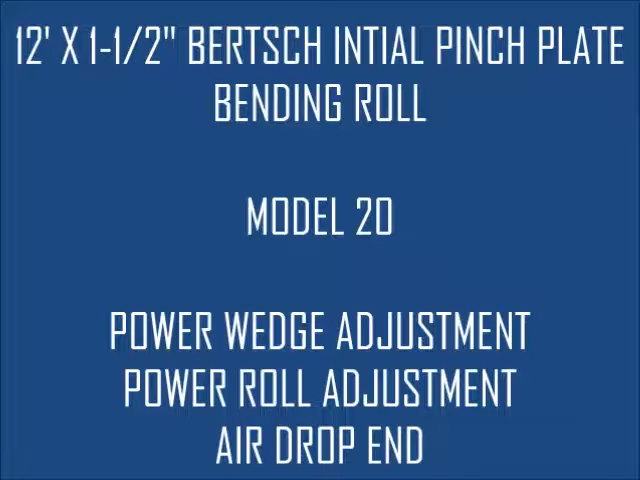 12' X 1-1/2" BERTSCH INTIAL PINCH PLATE
BENDING ROLL
MODEL 20
POWER WEDGE ADJUSTMENT
POWER ROLL ADJUSTMENT
AIR DROP END